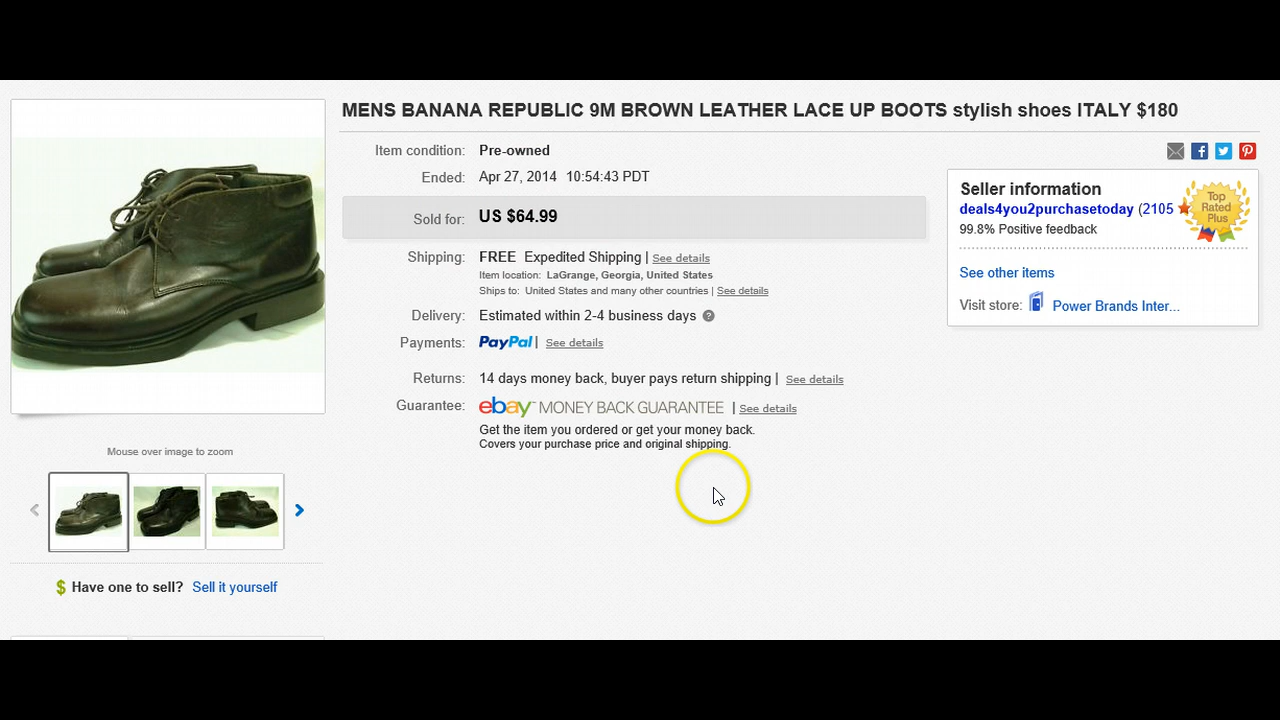 MENS BANANA REPUBLIC 9M BROWN LEATHER LACE UP BOOTS stylish shoes ITALY $180
Item condition: Pre-owned
Ended: Apr 27, 2014 10:54:43 PDT
Sold for: US $64.99
Shipping: FREE Expedited Shipping | See details
Item location: LaGrange, Georgia, United States
Ships to: United States and many other countries | See details
Delivery: Estimated within 2-4 business days ?
Payments: PayPal | See details
Returns: 14 days money back, buyer pays return shipping | See details
Guarantee: ebay MONEY BACK GUARANTEE | See details
Get the item you ordered or get your money back.
Covers your purchase price and original shipping.
Seller information
deals4you2purchasetoday (2105
99.8% Positive feedback
Top
Rated
Plus
See other items
Visit store: Power Brands Inter...
Mouse over image to zoom
$ Have one to sell? Sell it yourself